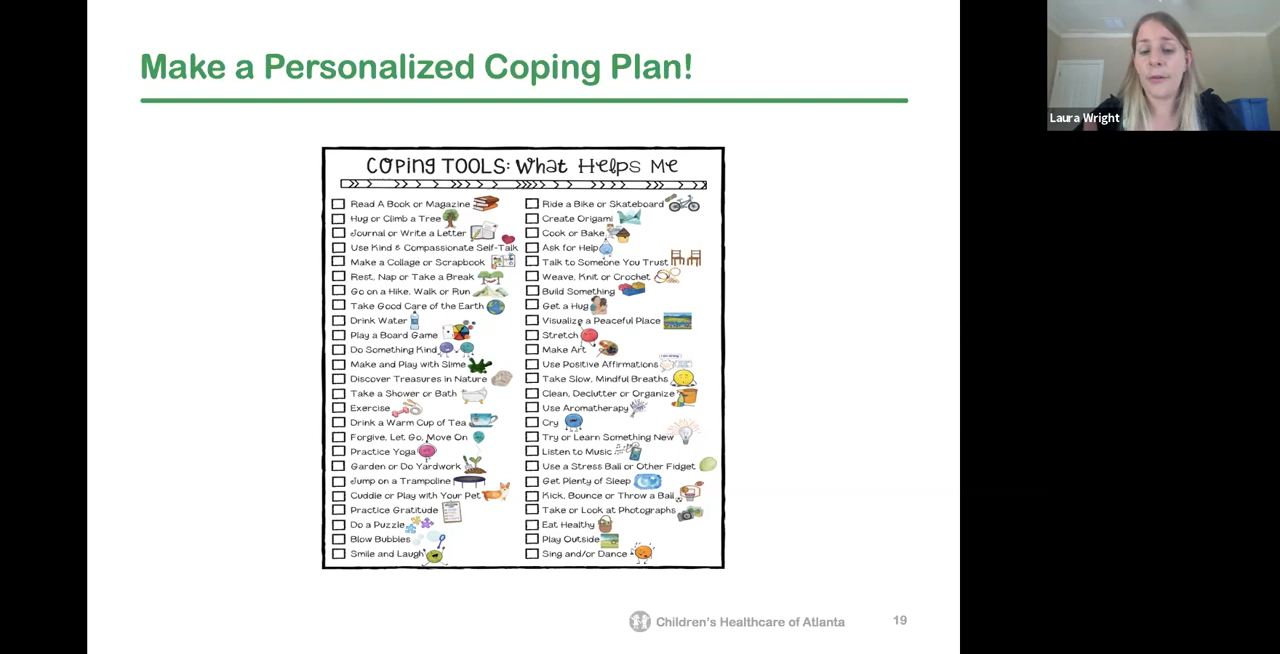 Make a Personalized Coping Plan!
Laura Wright
COPING TOOLS: What Helps Me
Read A Book or Magazine
Hug or Climb a Tree
Journal or Write a Letter
Use Kind & Compassionate Self-Talk
Make a Collage or Scrapbook
Rest, Nap or Take a Break
Go on a Hike, Walk or Run
Take Good Care of the Earth
Drink Water
Play a Board Game
Do Something Kind
Make and Play with Slime
Discover Treasures in Nature
Take a Shower or Bath
Exercise
Drink a Warm Cup of Tea
Forgive, Let Go, Move On
Practice Yoga
Garden or Do Yardwork
Jump on a Trampoline
Cuddle or Play with Your Pet
Practice Gratitude
Do a Puzzle
Blow Bubbles
Smile and Laugh
Ride a Bike or Skateboard
Create Origami
Cook or Bake
Ask for Help
Talk to Someone You Trust
Weave, Knit or Crochet
Build Something
Get a Hug
Visualize a Peaceful Place
Stretch
Make Art
Use Positive Affirmations
Take Slow, Mindful Breaths
Clean, Declutter or Organize
Use Aromatherapy
Cry
Try or Learn Something New
Listen to Music
Use a Stress Ball or Other Fidget
Get Plenty of Sleep
Kick, Bounce or Throw a Ball
Take or Look at Photographs
Eat Healthy
Play Outside
Sing and/or Dance
Children's Healthcare of Atlanta
19